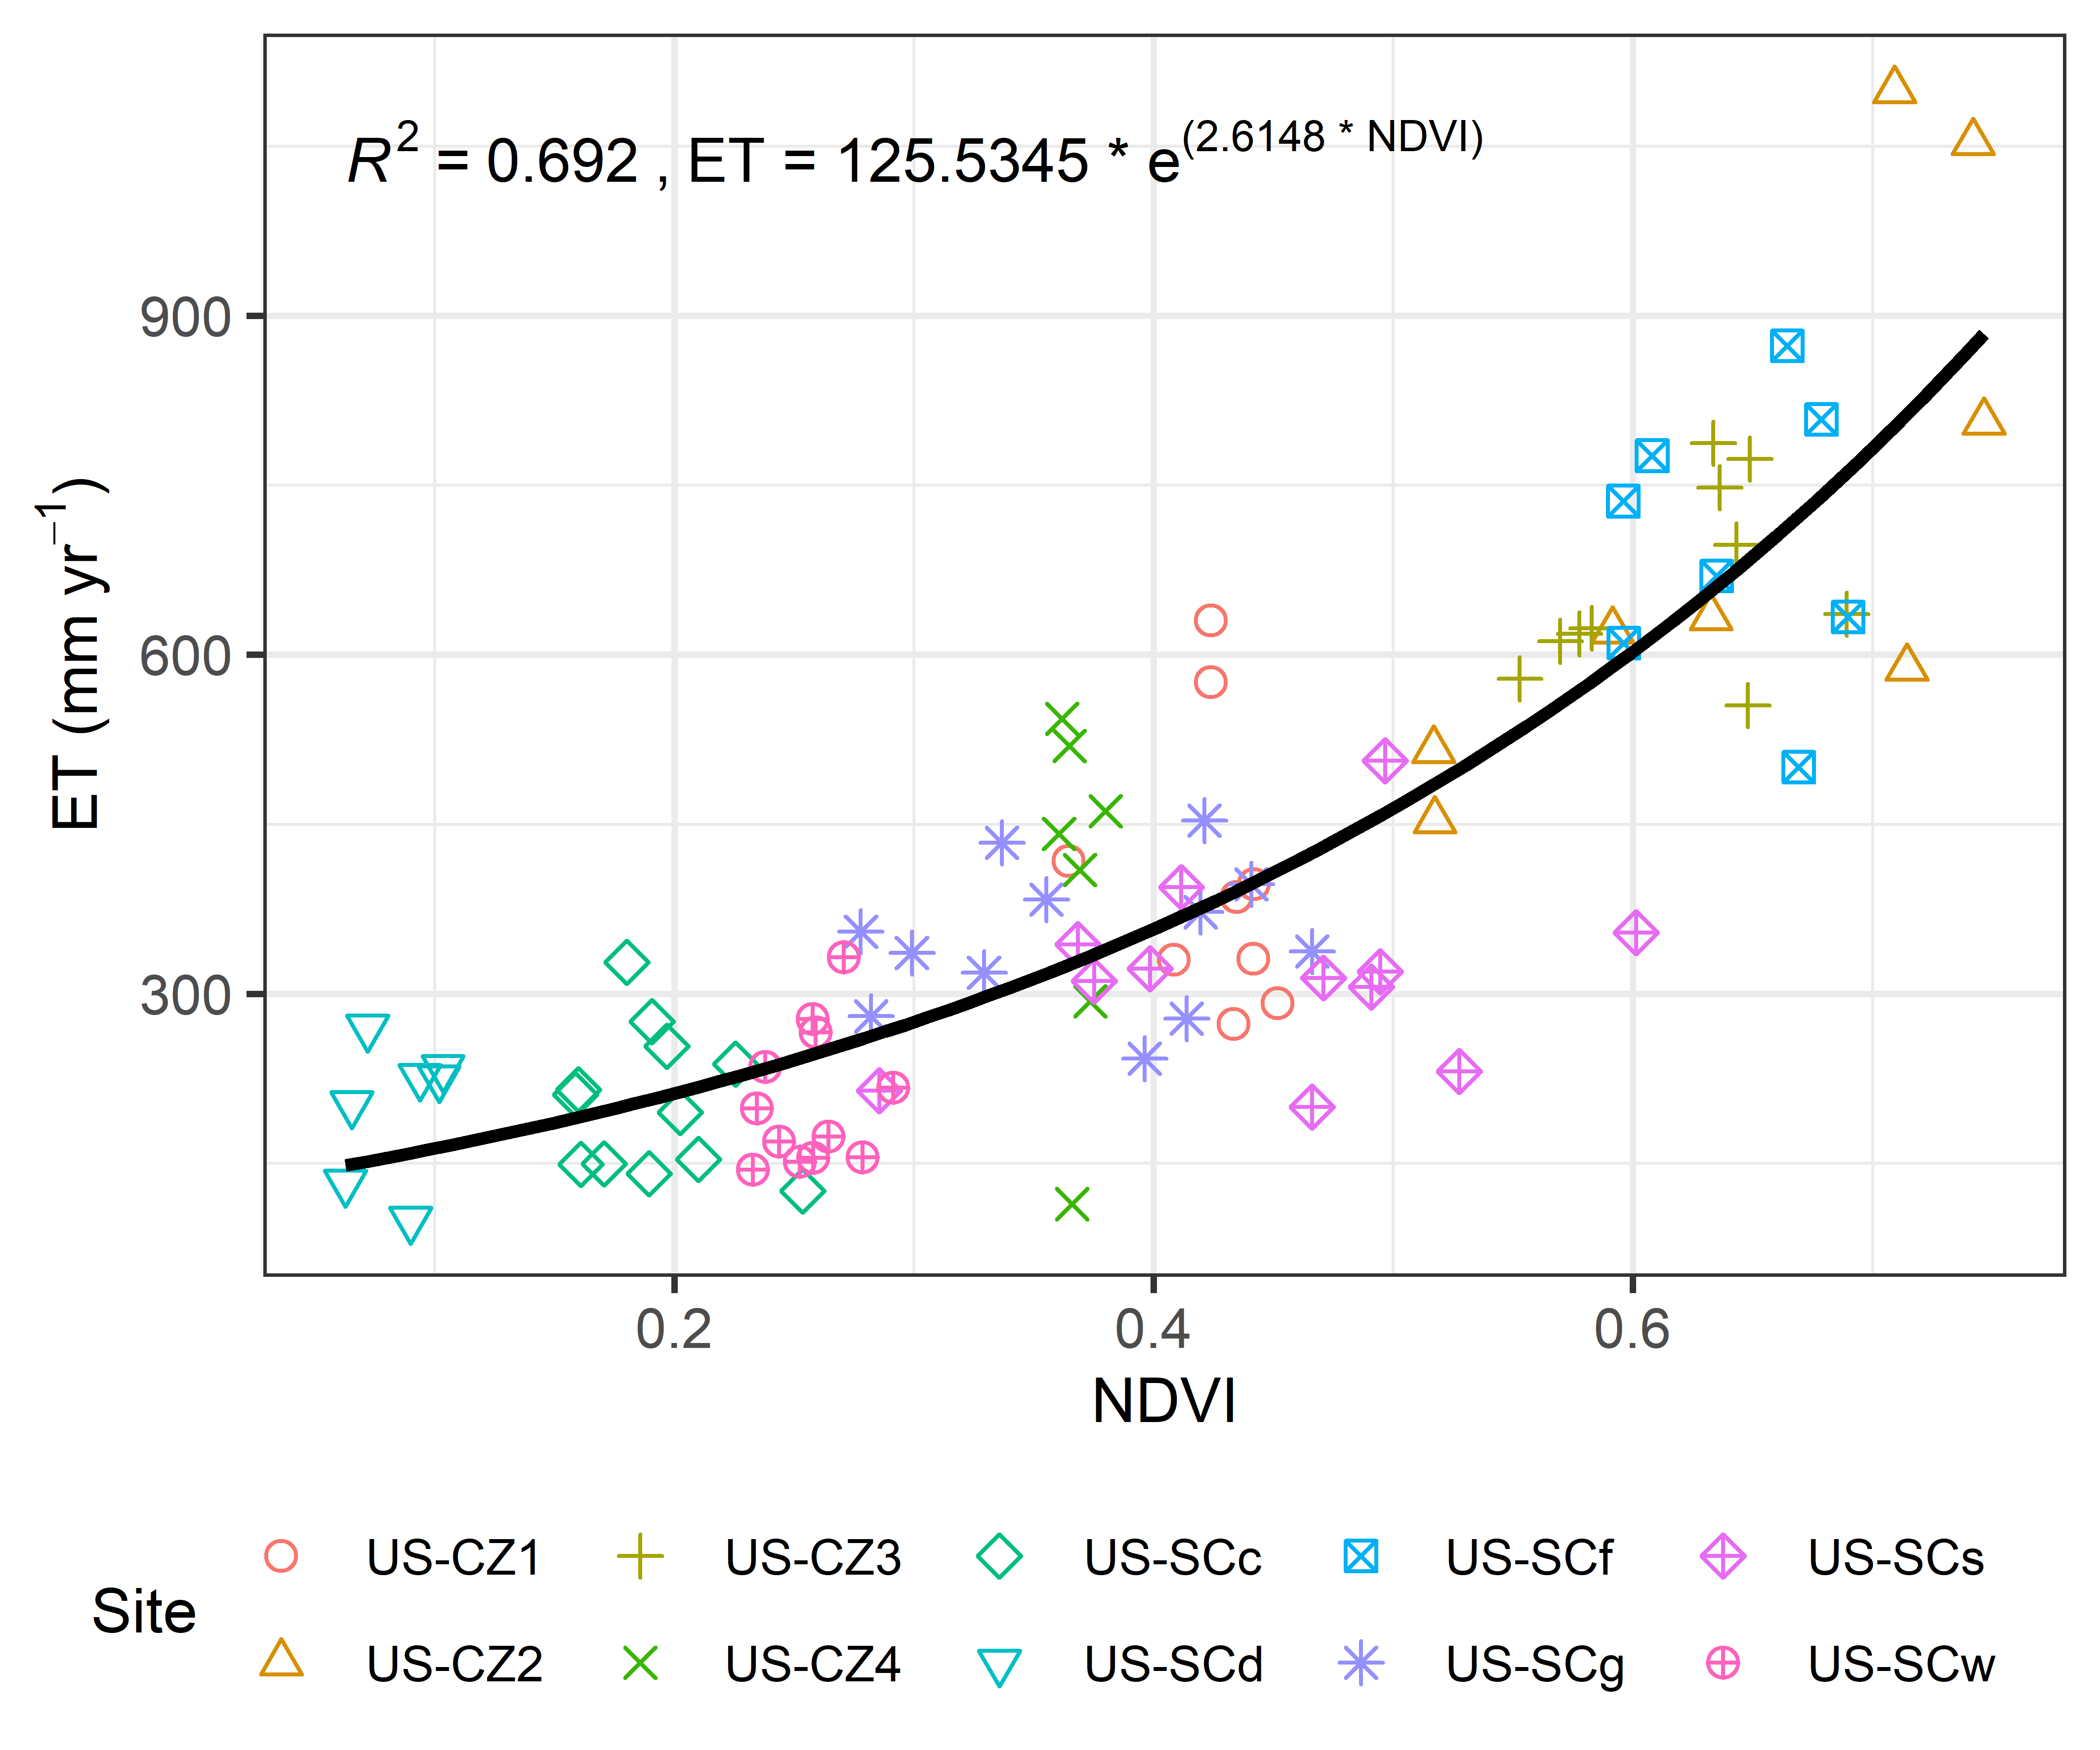 R² = 0.692 , ET = 125.5345 * e^(2.6148 * NDVI)
900
600
300
ET (mm yr⁻¹)
0.2 0.4 0.6
NDVI
Site
US-CZ1 US-CZ3 US-SCc US-SCf US-SCs
US-CZ2 US-CZ4 US-SCd US-SCg US-SCw